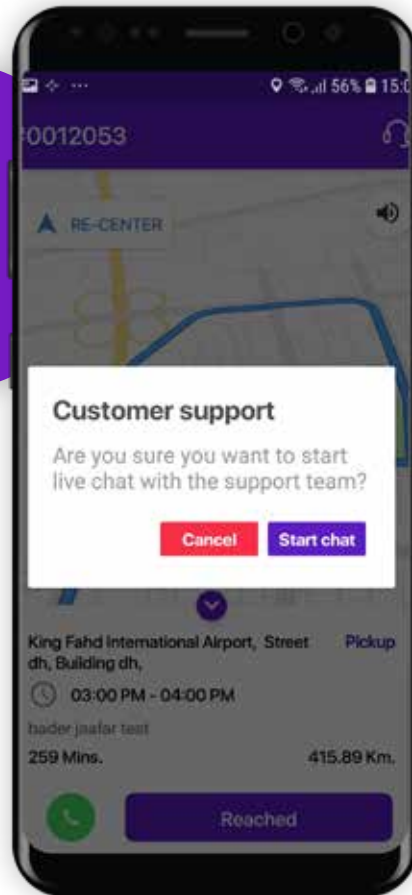 56% 15:0
0012053
RE-CENTER
Customer support
Are you sure you want to start
live chat with the support team?
Cancel Start chat
King Fahd International Airport, Street Pickup
dh, Building dh,
03:00 PM - 04:00 PM
bader jaafar test
259 Mins. 415.89 Km.
Reached